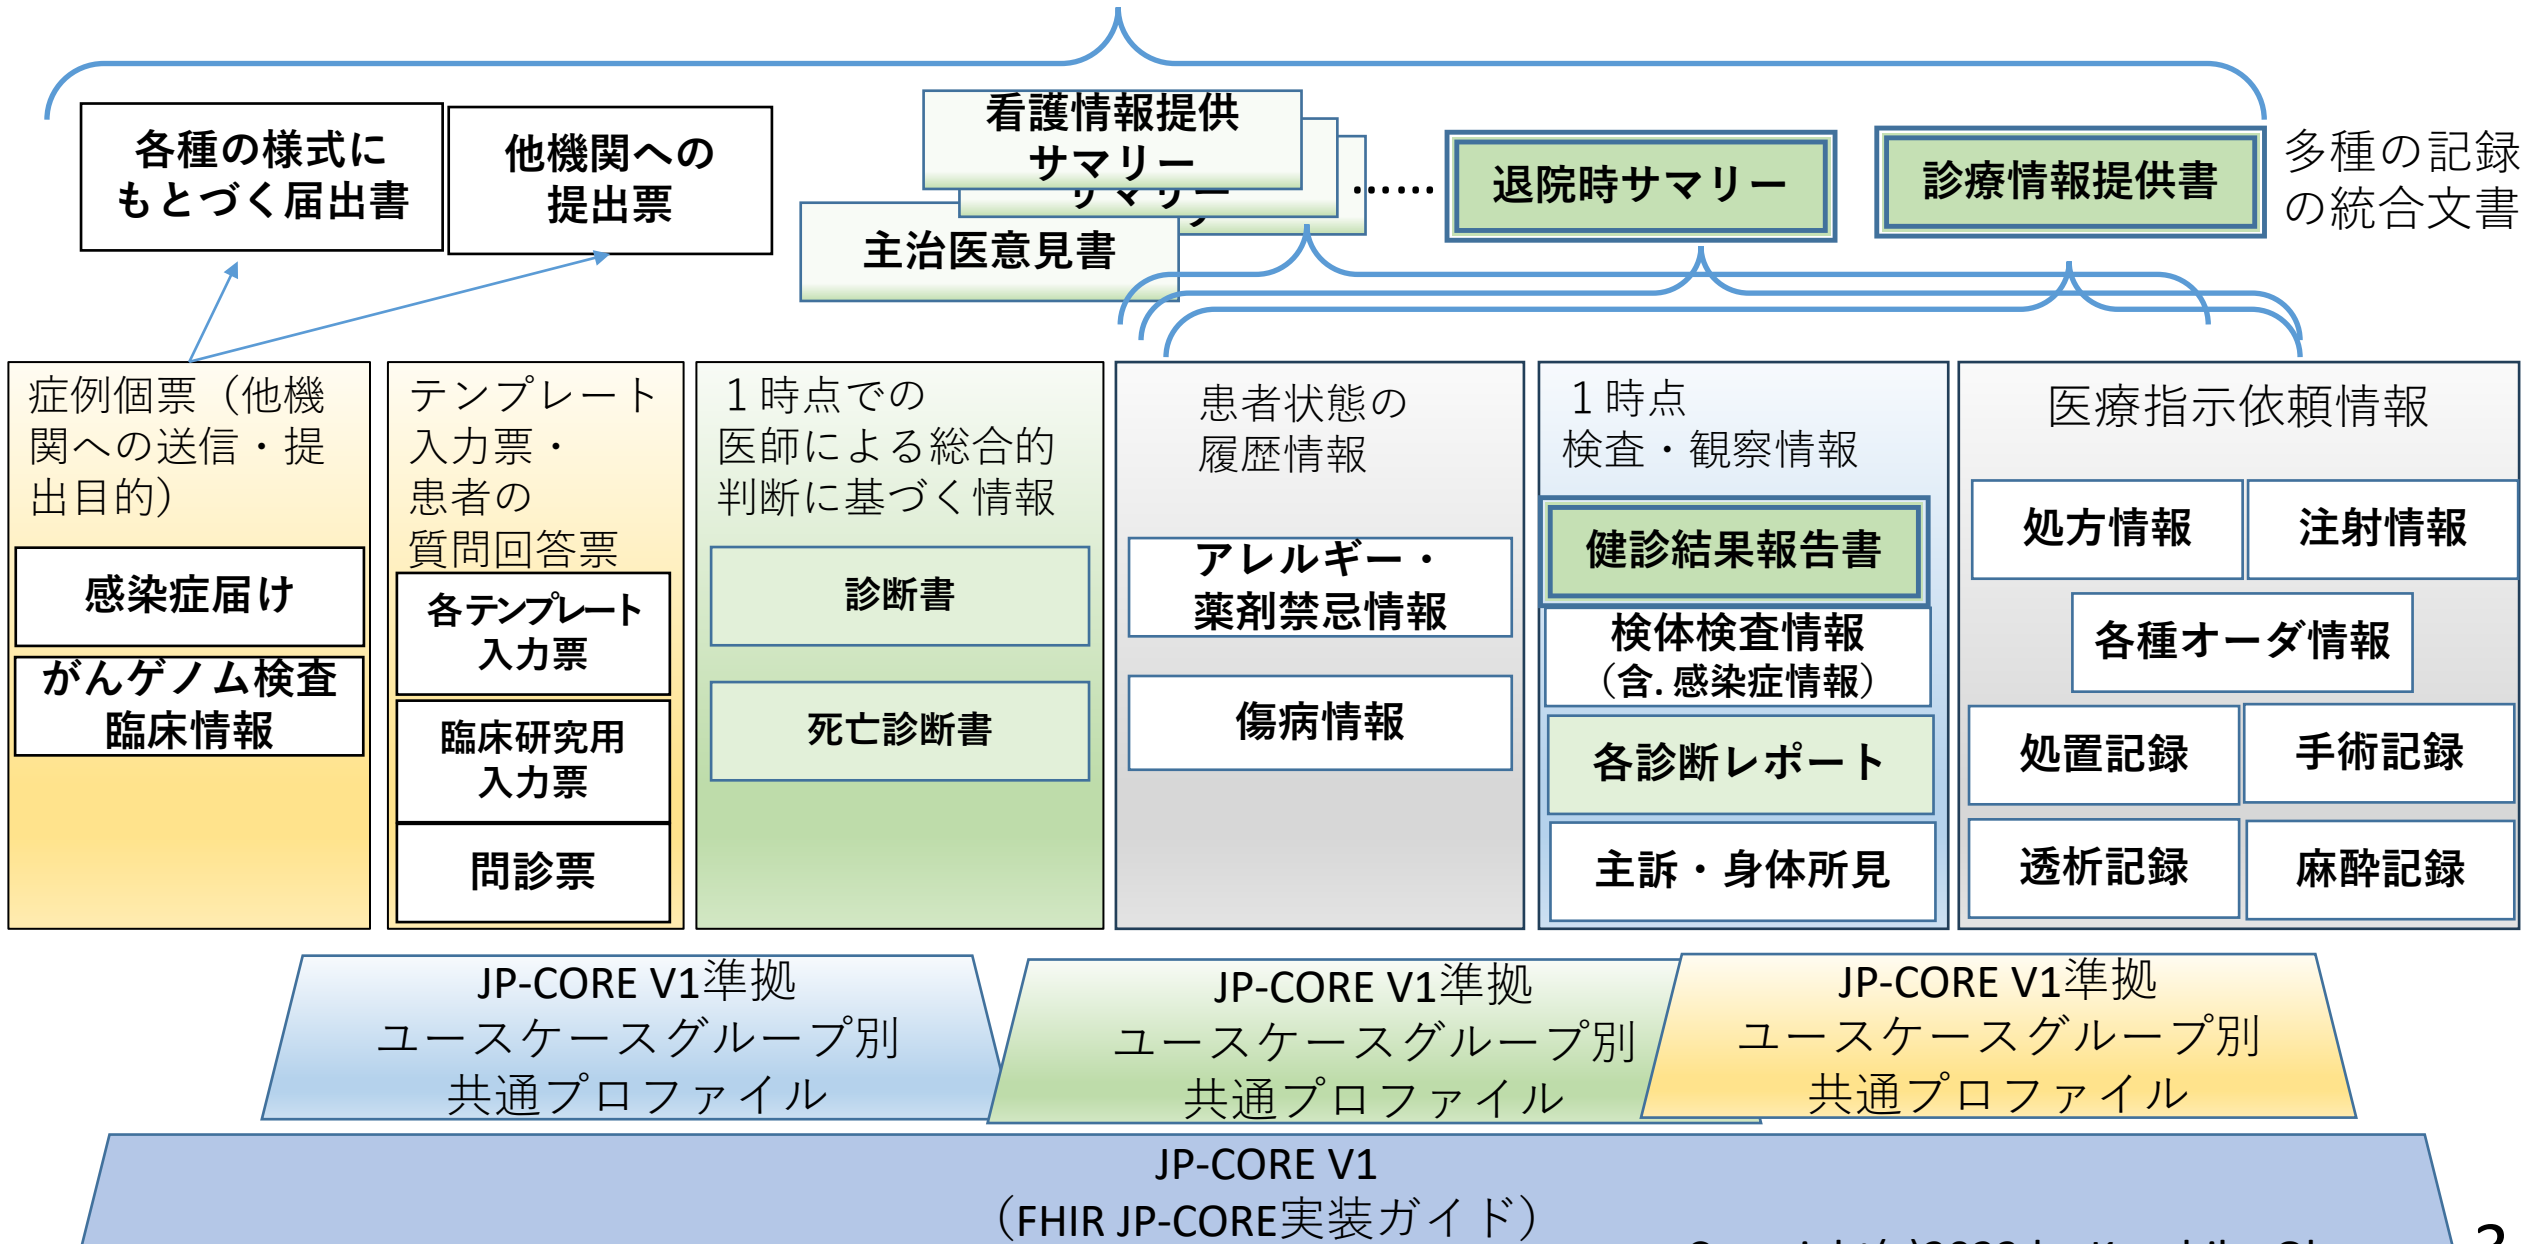 各種の様式に
もとづく届出書
他機関への
提出票
看護情報提供
サマリー
サマリー
主治医意見書
……
退院時サマリー
診療情報提供書
多種の記録
の統合文書
症例個票（他機
関への送信・提
出目的）
感染症届け
がんゲノム検査
臨床情報
テンプレート
入力票・
患者の
質問回答票
各テンプレート
入力票
臨床研究用
入力票
問診票
１時点での
医師による総合的
判断に基づく情報
診断書
死亡診断書
患者状態の
履歴情報
アレルギー・
薬剤禁忌情報
傷病情報
１時点
検査・観察情報
健診結果報告書
検体検査情報
（含. 感染症情報）
各診断レポート
主訴・身体所見
医療指示依頼情報
処方情報
注射情報
各種オーダ情報
処置記録
手術記録
透析記録
麻酔記録
JP-CORE V1準拠
ユースケースグループ別
共通プロファイル
JP-CORE V1準拠
ユースケースグループ別
共通プロファイル
JP-CORE V1準拠
ユースケースグループ別
共通プロファイル
JP-CORE V1
（FHIR JP-CORE実装ガイド）